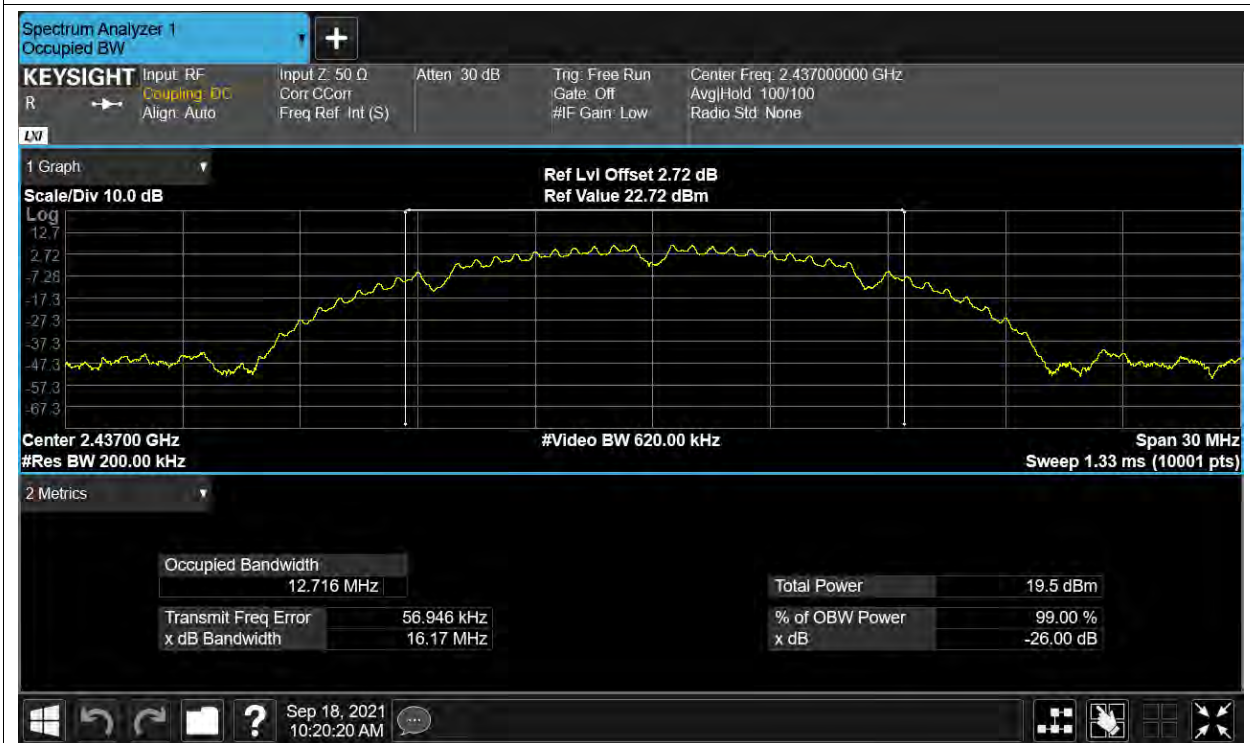 Spectrum Analyzer 1
Occupied BW
+
KEYSIGHT Input: RF Input Z: 50 Ω Atten: 30 dB Trig: Free Run Center Freq: 2.437000000 GHz
R Coupling: DC Corr CCorr Gate: Off Avg|Hold: 100/100
Align: Auto Freq Ref: Int (S) #IF Gain: Low Radio Std: None
LXI
1 Graph
Ref Lvl Offset 2.72 dB
Scale/Div 10.0 dB Ref Value 22.72 dBm
Log
12.7
2.72
-7.28
-17.3
-27.3
-37.3
-47.3
-57.3
-67.3
Center 2.43700 GHz #Video BW 620.00 kHz Span 30 MHz
#Res BW 200.00 kHz Sweep 1.33 ms (10001 pts)
2 Metrics
Occupied Bandwidth
12.716 MHz Total Power 19.5 dBm
Transmit Freq Error 56.946 kHz % of OBW Power 99.00 %
x dB Bandwidth 16.17 MHz x dB -26.00 dB
? Sep 18, 2021
10:20:20 AM